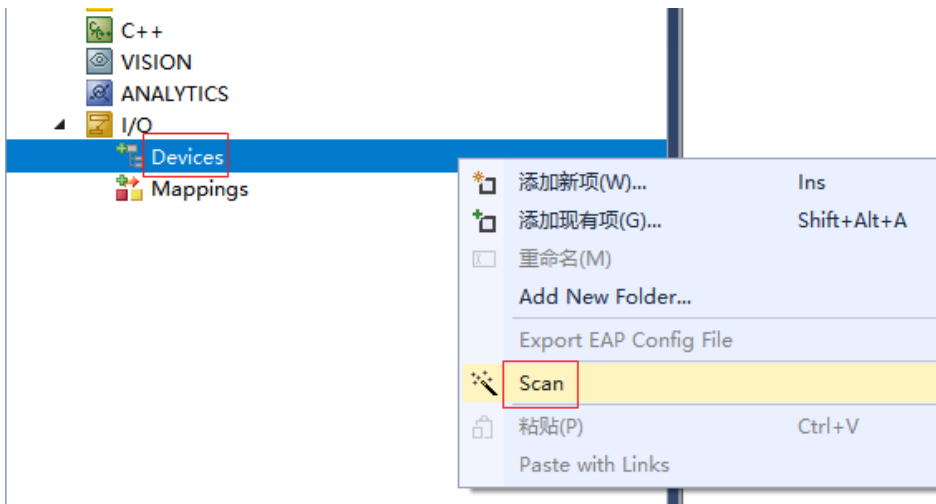 C++
VISION
ANALYTICS
I/O
Devices
Mappings
添加新项(W)... Ins
添加现有项(G)... Shift+Alt+A
重命名(M)
Add New Folder...
Export EAP Config File
Scan
粘贴(P) Ctrl+V
Paste with Links